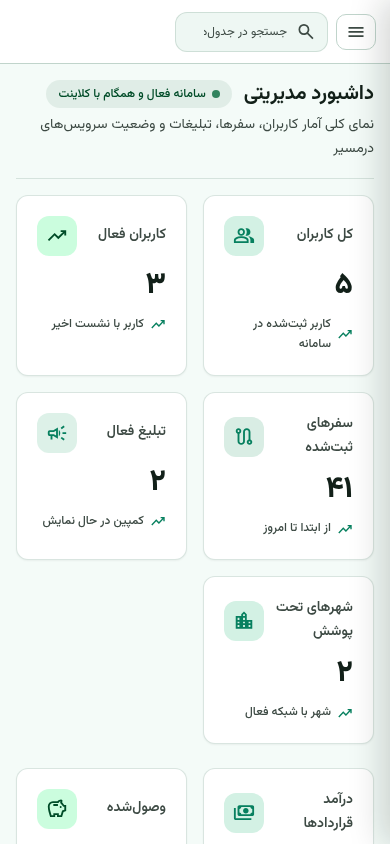 جستجو در جدول‌
داشبورد مدیریتی
سامانه فعال و همگام با کلاینت
نمای کلی آمار کاربران، سفرها، تبلیغات و وضعیت سرویس‌های
درمسیر
کل کاربران
۵
کاربر ثبت‌شده در
سامانه
کاربران فعال
۳
کاربر با نشست اخیر
سفرهای
ثبت‌شده
۴۱
از ابتدا تا امروز
تبلیغ فعال
۲
کمپین در حال نمایش
شهرهای تحت
پوشش
۲
شهر با شبکه فعال
درآمد
قراردادها
وصول‌شده